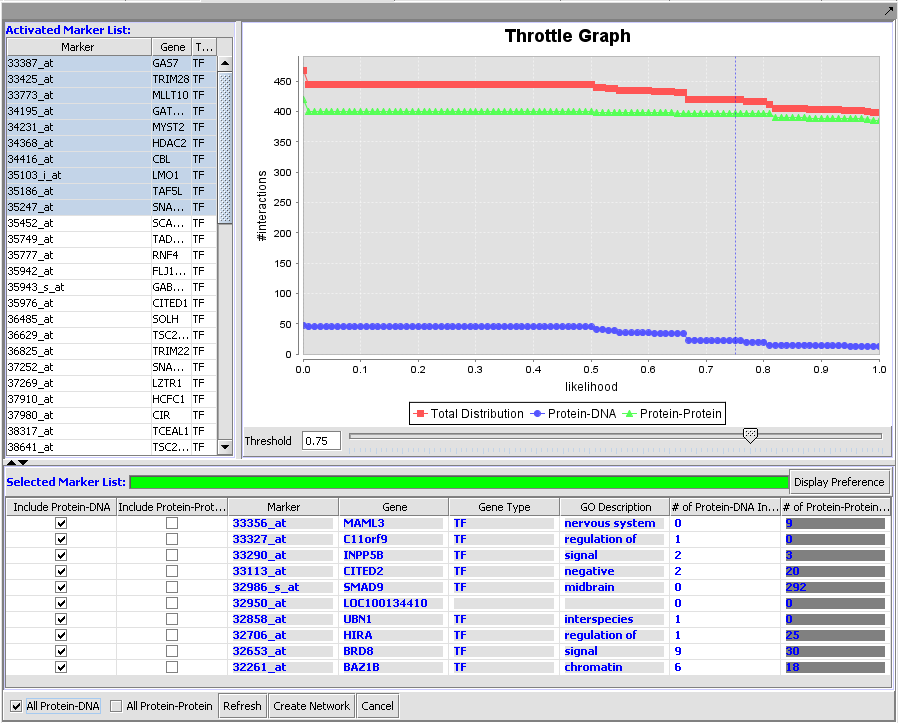 Activated Marker List:
Marker Gene T...
33387_at GAS7 TF
33425_at TRIM28 TF
33773_at MLLT10 TF
34195_at GAT... TF
34231_at MYST2 TF
34368_at HDAC2 TF
34416_at CBL TF
35103_i_at LMO1 TF
35186_at TAF5L TF
35247_at SNA... TF
35452_at SCA... TF
35749_at TAD... TF
35777_at RNF4 TF
35942_at FLJ1... TF
35943_s_at GAB... TF
35976_at CITED1 TF
36485_at SOLH TF
36629_at TSC2... TF
36825_at TRIM22 TF
37252_at SNA... TF
37269_at LZTR1 TF
37910_at HCFC1 TF
37980_at CIR TF
38317_at TCEAL1 TF
38641_at TSC2... TF
Throttle Graph
#interactions
450
400
350
300
250
200
150
100
50
0
0.0 0.1 0.2 0.3 0.4 0.5 0.6 0.7 0.8 0.9 1.0
likelihood
Total Distribution Protein-DNA Protein-Protein
Threshold 0.75
Selected Marker List: Display Preference
Include Protein-DNA Include Protein-Prot... Marker Gene Gene Type GO Description # of Protein-DNA In... # of Protein-Protein...
33356_at MAML3 TF nervous system 0 9
33327_at C11orf9 TF regulation of 1 0
33290_at INPP5B TF signal 2 3
33113_at CITED2 TF negative 2 20
32986_s_at SMAD9 TF midbrain 0 292
32950_at LOC100134410 0 0
32858_at UBN1 TF interspecies 1 0
32706_at HIRA TF regulation of 1 25
32653_at BRD8 TF signal 9 30
32261_at BAZ1B TF chromatin 6 18
All Protein-DNA All Protein-Protein Refresh Create Network Cancel